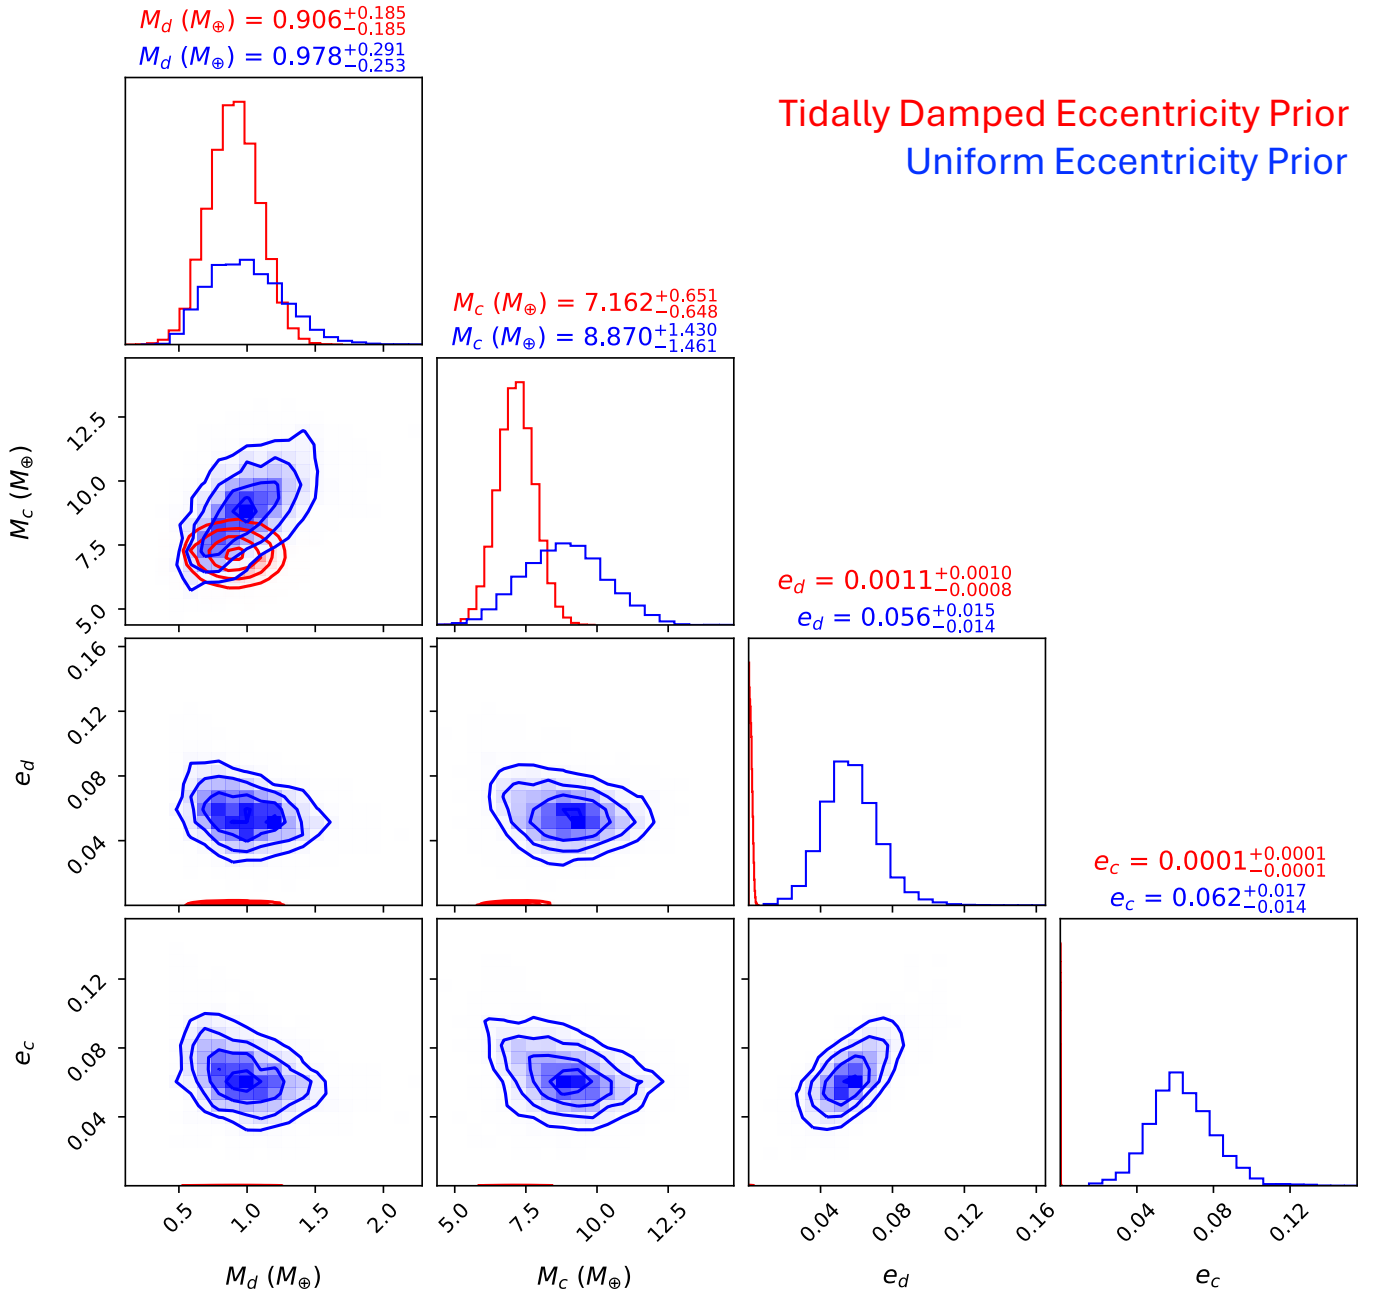 M_d (M_⊕) = 0.906^{+0.185}_{-0.185}
M_d (M_⊕) = 0.978^{+0.291}_{-0.253}
Tidally Damped Eccentricity Prior
Uniform Eccentricity Prior
M_c (M_⊕) = 7.162^{+0.651}_{-0.648}
M_c (M_⊕) = 8.870^{+1.430}_{-1.461}
M_c (M_⊕)
12.5
10.0
7.5
5.0
e_d = 0.0011^{+0.0010}_{-0.0008}
e_d = 0.056^{+0.015}_{-0.014}
e_d
0.16
0.12
0.08
0.04
e_c = 0.0001^{+0.0001}_{-0.0001}
e_c = 0.062^{+0.017}_{-0.014}
e_c
0.12
0.08
0.04
0.5 1.0 1.5 2.0
5.0 7.5 10.0 12.5
0.04 0.08 0.12 0.16
0.04 0.08 0.12
M_d (M_⊕)
M_c (M_⊕)
e_d
e_c